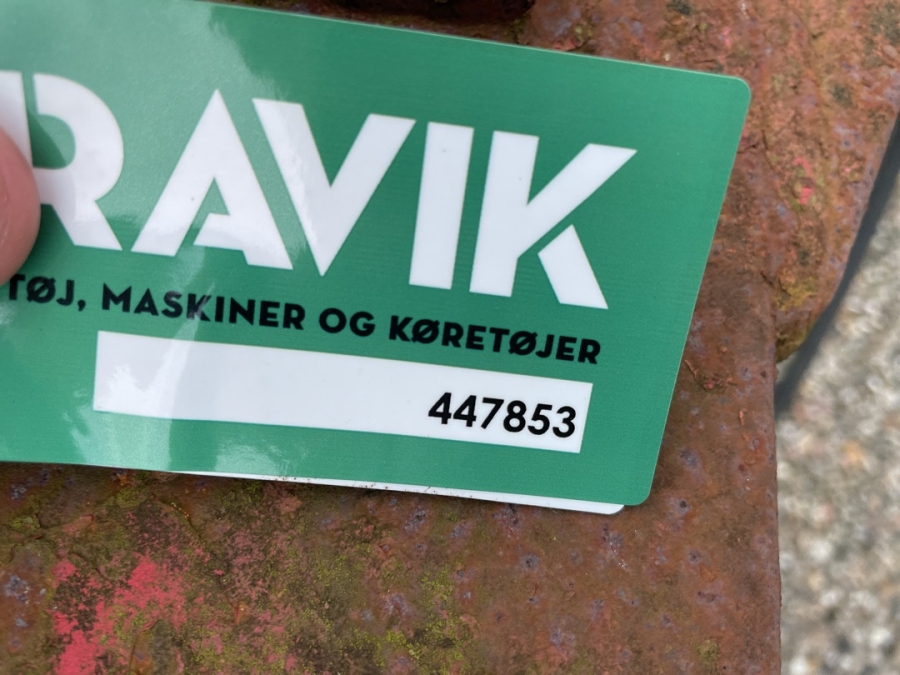 RAVIK
TØJ, MASKINER OG KØRETØJER
447853